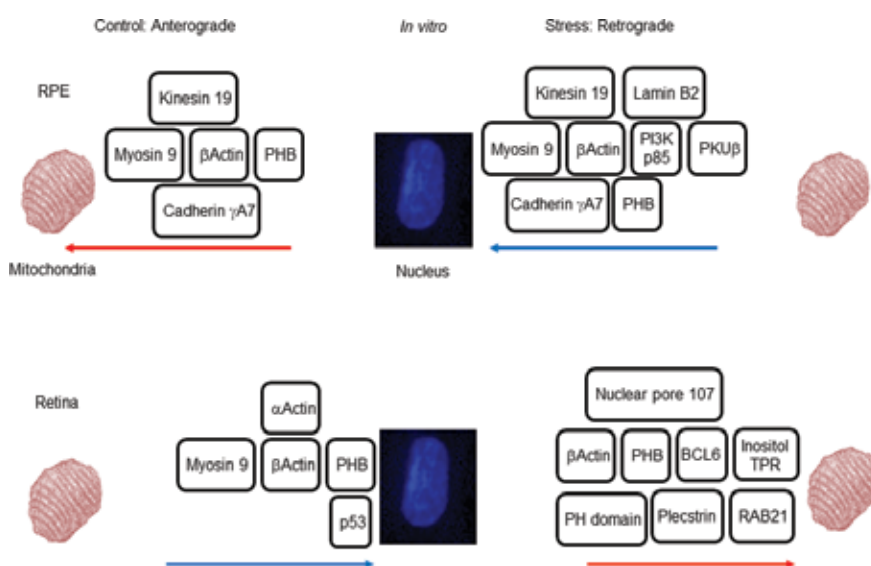 Control: Anterograde
In vitro
Stress: Retrograde
RPE
Kinesin 19
Myosin 9
βActin
PHB
Cadherin γA7
Kinesin 19
Lamin B2
Myosin 9
βActin
PI3K
p85
PKUβ
Cadherin γA7
PHB
Mitochondria
Nucleus
Retina
αActin
Myosin 9
βActin
PHB
p53
Nuclear pore 107
βActin
PHB
BCL6
Inositol
TPR
PH domain
Plecstrin
RAB21